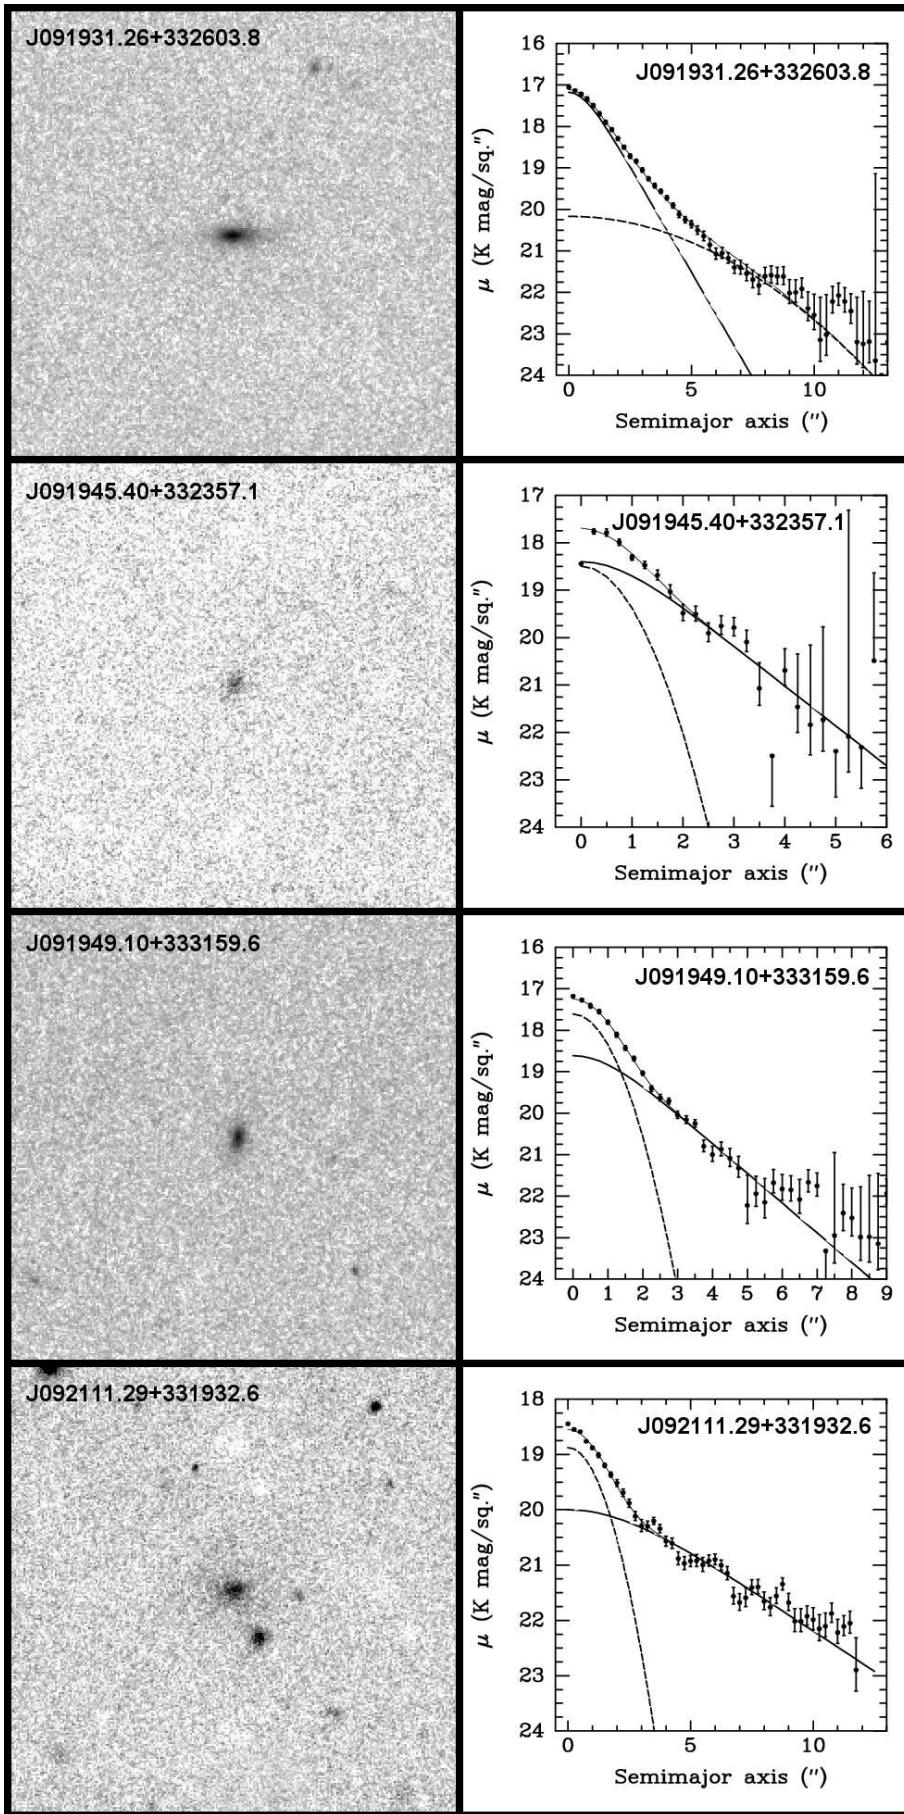 J091931.26+332603.8
J091931.26+332603.8
16
17
18
19
20
21
22
23
24
μ (K mag/sq.")
0 5 10
Semimajor axis (")
J091945.40+332357.1
J091945.40+332357.1
17
18
19
20
21
22
23
24
μ (K mag/sq.")
0 1 2 3 4 5 6
Semimajor axis (")
J091949.10+333159.6
J091949.10+333159.6
16
17
18
19
20
21
22
23
24
μ (K mag/sq.")
0 1 2 3 4 5 6 7 8 9
Semimajor axis (")
J092111.29+331932.6
J092111.29+331932.6
18
19
20
21
22
23
24
μ (K mag/sq.")
0 5 10
Semimajor axis (")